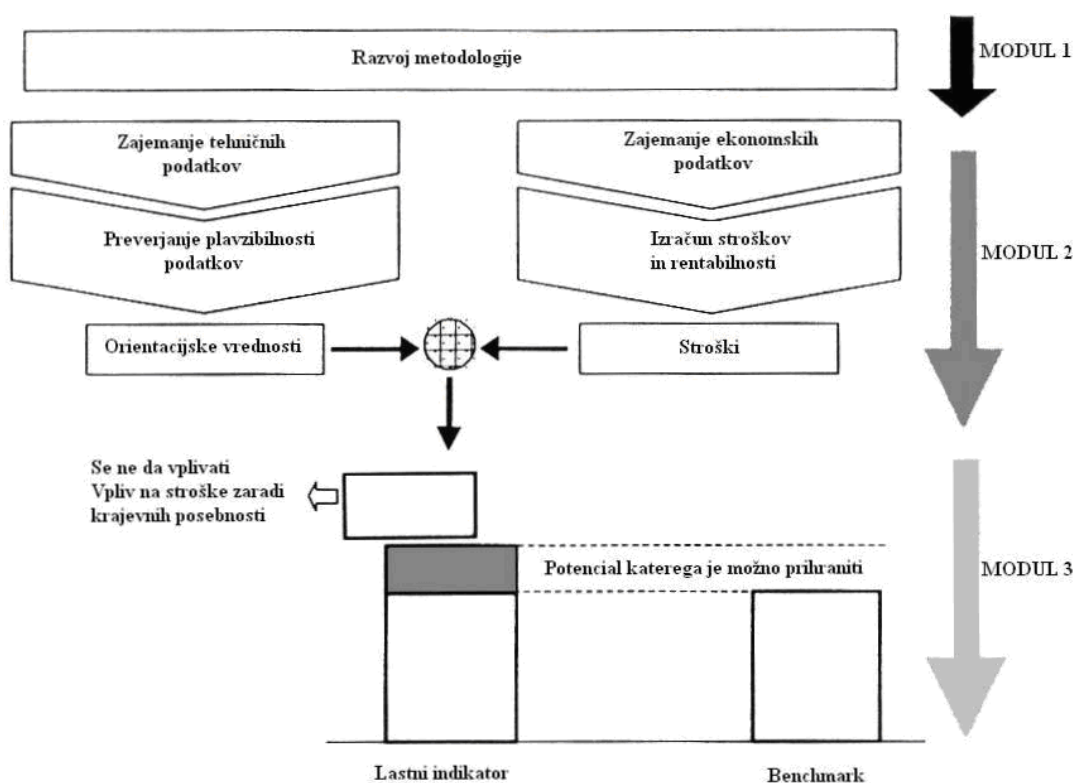 Razvoj metodologije
MODUL 1
Zajemanje tehničnih
podatkov
Zajemanje ekonomskih
podatkov
Preverjanje plavzibilnosti
podatkov
Izračun stroškov
in rentabilnosti
MODUL 2
Orientacijske vrednosti
Stroški
Se ne da vplivati
Vpliv na stroške zaradi
krajevnih posebnosti
Potencial katerega je možno prihraniti
MODUL 3
Lastni indikator
Benchmark